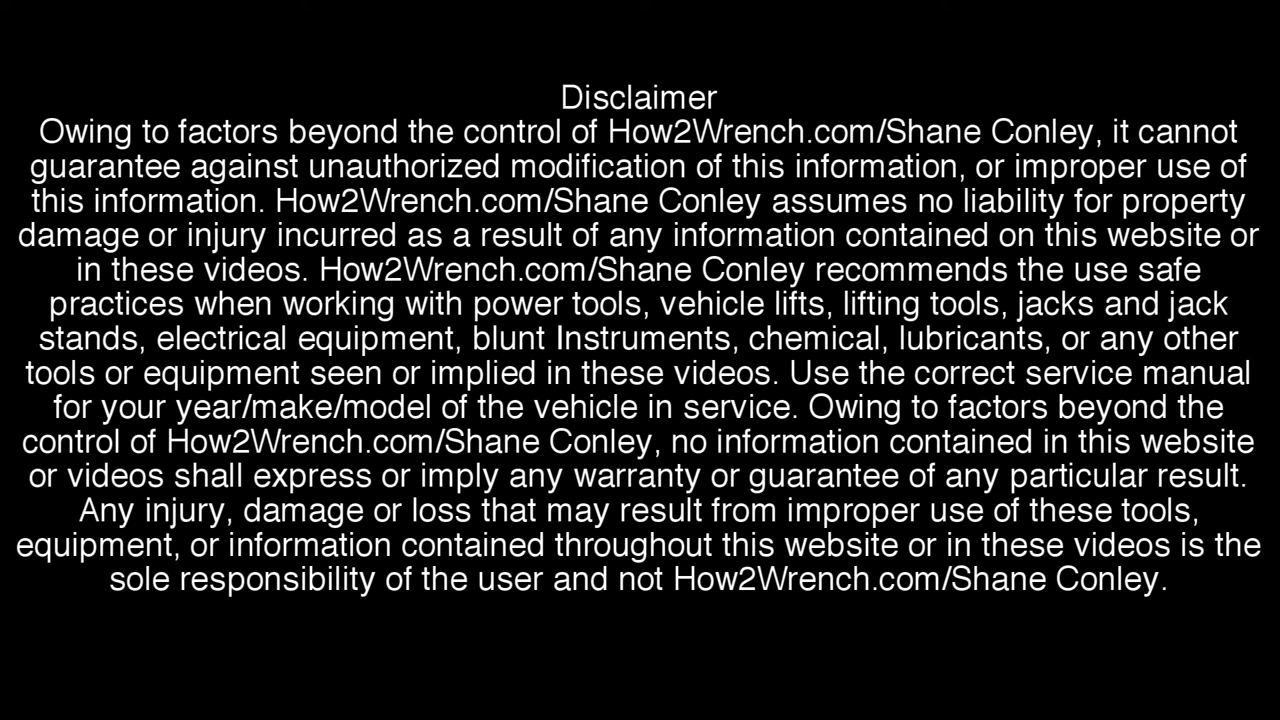 Disclaimer
Owing to factors beyond the control of How2Wrench.com/Shane Conley, it cannot
guarantee against unauthorized modification of this information, or improper use of
this information. How2Wrench.com/Shane Conley assumes no liability for property
damage or injury incurred as a result of any information contained on this website or
in these videos. How2Wrench.com/Shane Conley recommends the use safe
practices when working with power tools, vehicle lifts, lifting tools, jacks and jack
stands, electrical equipment, blunt Instruments, chemical, lubricants, or any other
tools or equipment seen or implied in these videos. Use the correct service manual
for your year/make/model of the vehicle in service. Owing to factors beyond the
control of How2Wrench.com/Shane Conley, no information contained in this website
or videos shall express or imply any warranty or guarantee of any particular result.
Any injury, damage or loss that may result from improper use of these tools,
equipment, or information contained throughout this website or in these videos is the
sole responsibility of the user and not How2Wrench.com/Shane Conley.